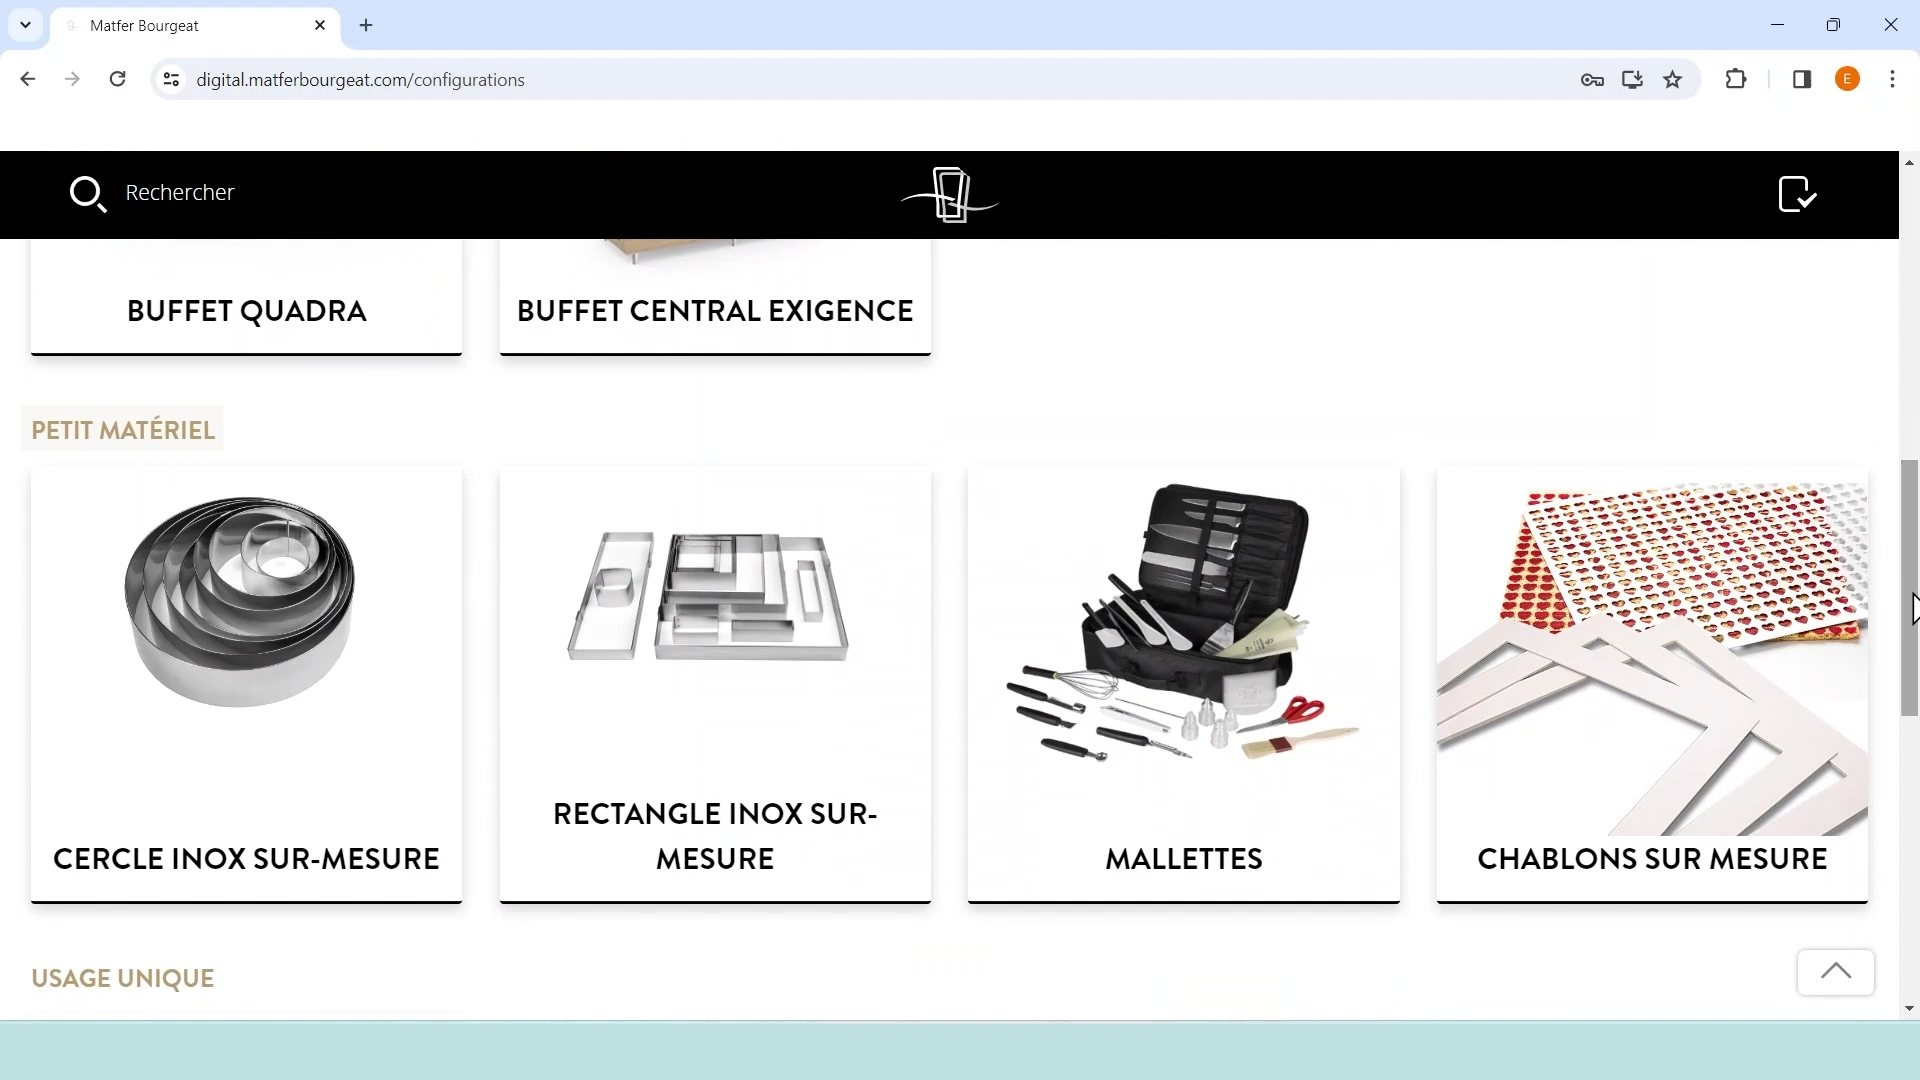 Matfer Bourgeat
digital.matferbourgeat.com/configurations
E
Rechercher
BUFFET QUADRA
BUFFET CENTRAL EXIGENCE
PETIT MATÉRIEL
CERCLE INOX SUR-MESURE
RECTANGLE INOX SUR-
MESURE
MALLETTES
CHABLONS SUR MESURE
USAGE UNIQUE